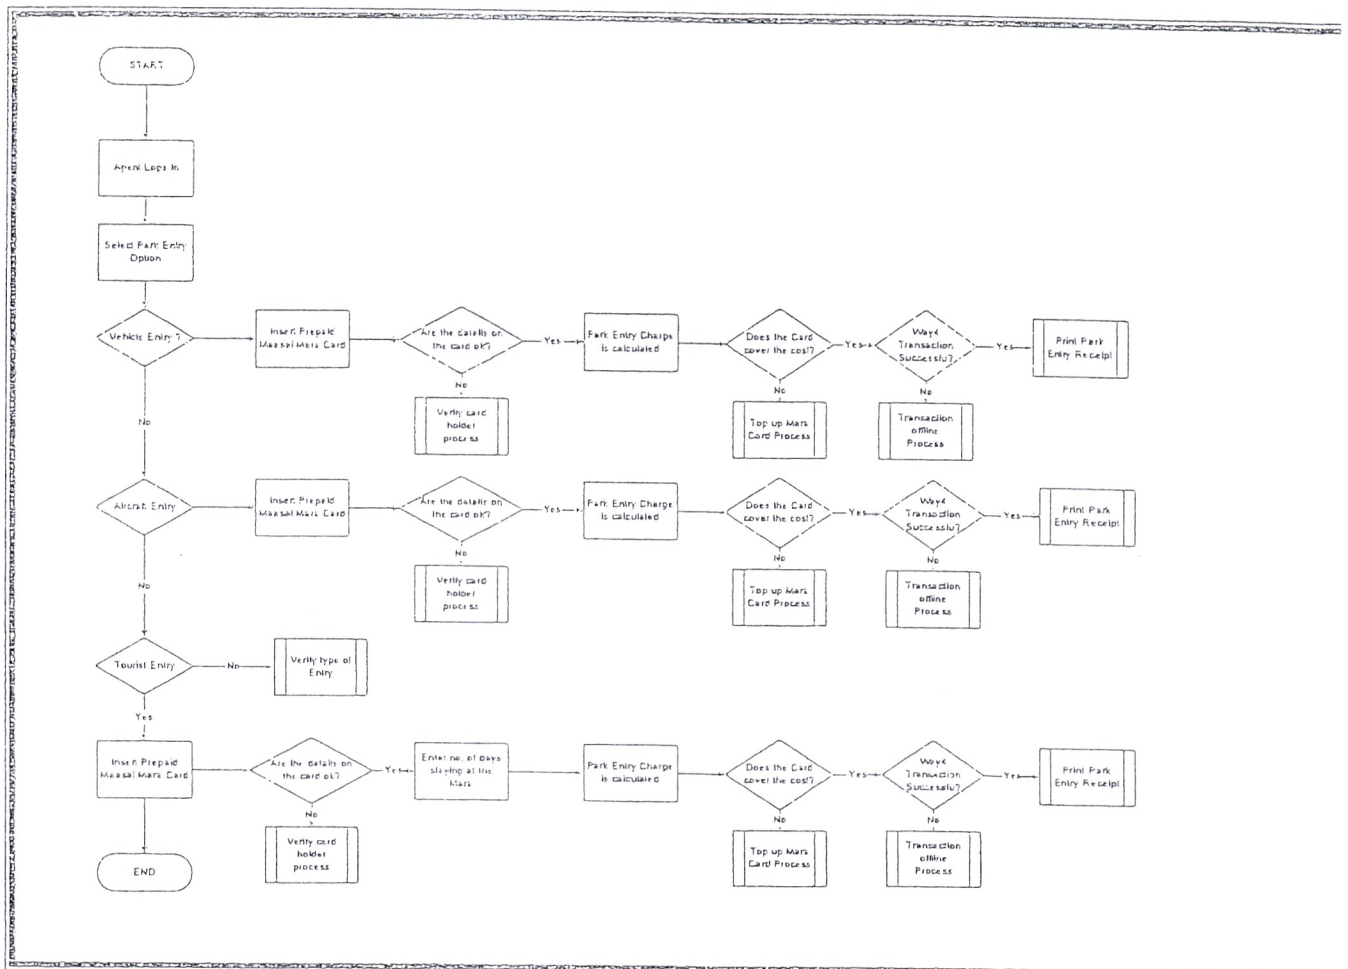 START
Agent Logs In
Select Park Entry
Option
Vehicle Entry ?
Insert Prepaid
Maasai Mara Card
Are the details on
the card ok?
Yes
Park Entry Charge
is calculated
Does the Card
cover the cost?
Yes
Transaction
Yes
Print Park
Entry Receipt
No
Verify card
holder
process
No
Top up Mara
Card Process
No
Transaction
offline
Process
No
Aircraft Entry
Insert Prepaid
Maasai Mara Card
Are the details on
the card ok?
Yes
Park Entry Charge
is calculated
Does the Card
cover the cost?
Yes
Transaction
Yes
Print Park
Entry Receipt
No
Verify card
holder
process
No
Top up Mara
Card Process
No
Transaction
offline
Process
No
Tourist Entry
No
Verify type of
Entry
Yes
Insert Prepaid
Maasai Mara Card
Are the details on
the card ok?
Yes
Enter no. of days
staying at the
Mara
Park Entry Charge
is calculated
Does the Card
cover the cost?
Yes
Transaction
Yes
Print Park
Entry Receipt
No
Verify card
holder
process
No
Top up Mara
Card Process
No
Transaction
offline
Process
END